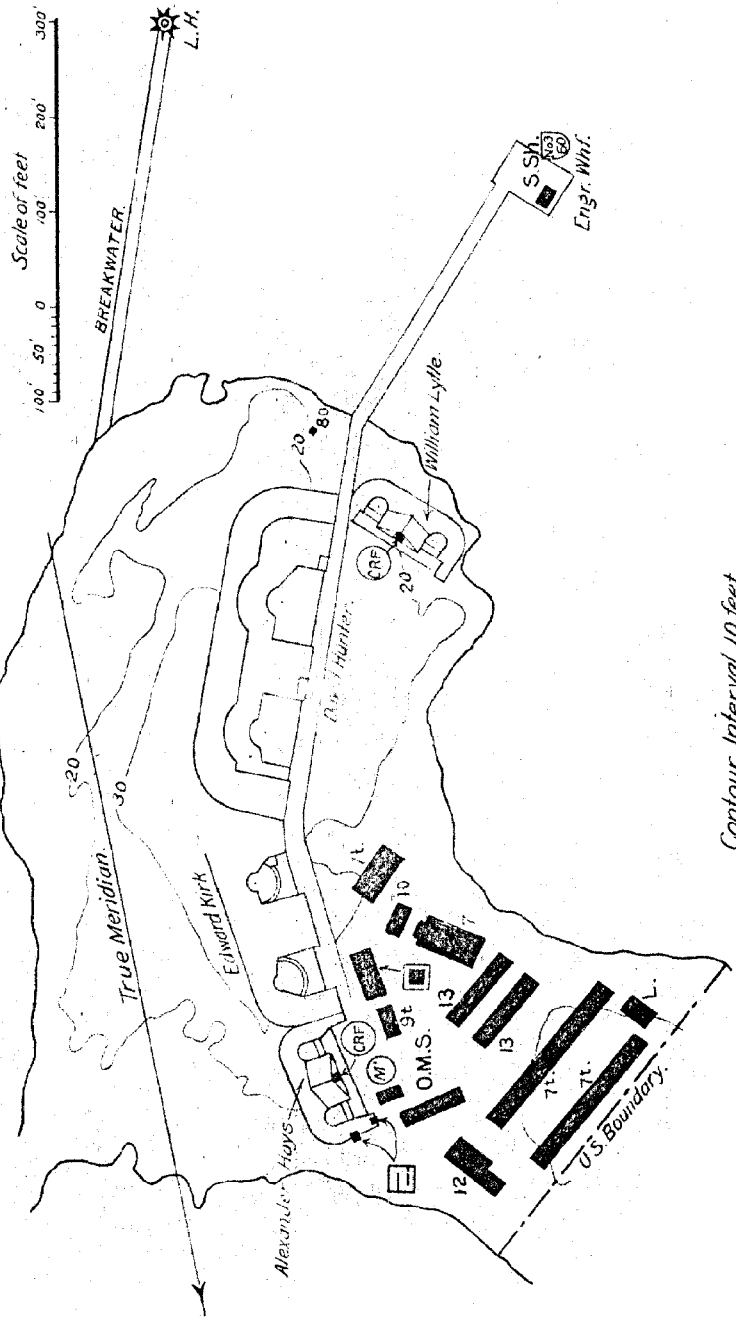 Scale of feet
100' 50' 0 100' 200' 300'
BREAKWATER.
L.H.
True Meridian.
20
30
20
80
Edward Kirk
David Hunter.
William Lytle
CRF
20
S.Sh.
No3
60
Engr. Whf.
Alexander Hays
CRF
M'
9t
O.M.S.
10
7
13
13
7t.
7t.
12
L.
U.S. Boundary.
Contour Interval 10 feet